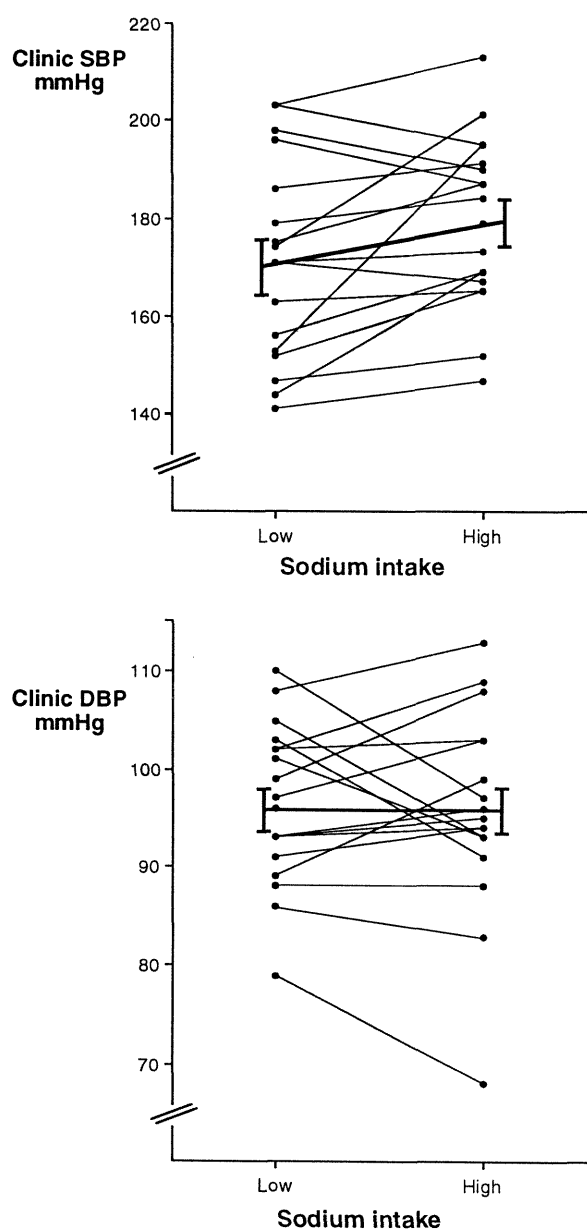 220
Clinic SBP
mmHg
200
180
160
140
Low
High
Sodium intake
110
Clinic DBP
mmHg
100
90
80
70
Low
High
Sodium intake